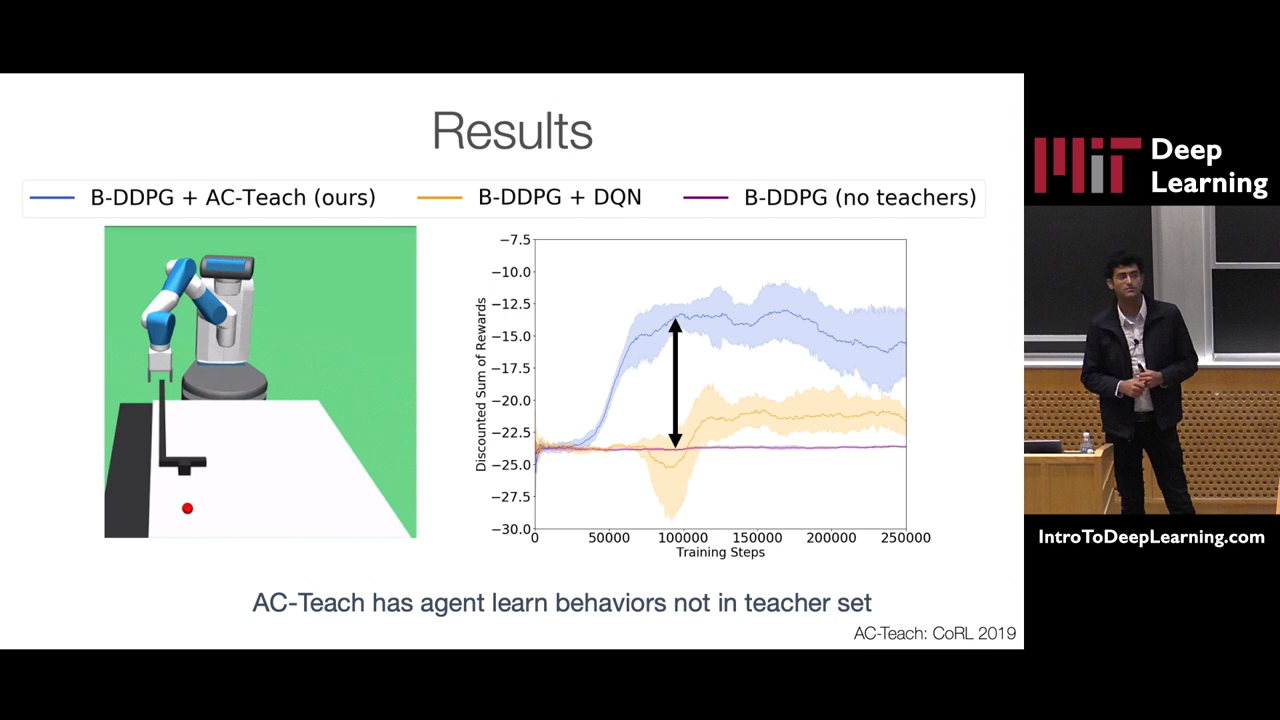 Results
B-DDPG + AC-Teach (ours)
B-DDPG + DQN
B-DDPG (no teachers)
−7.5
−10.0
−12.5
−15.0
−17.5
−20.0
−22.5
−25.0
−27.5
−30.0
Discounted Sum of Rewards
0
50000
100000
150000
200000
250000
Training Steps
AC-Teach has agent learn behaviors not in teacher set
AC-Teach: CoRL 2019
MIT
Deep
Learning
IntroToDeepLearning.com